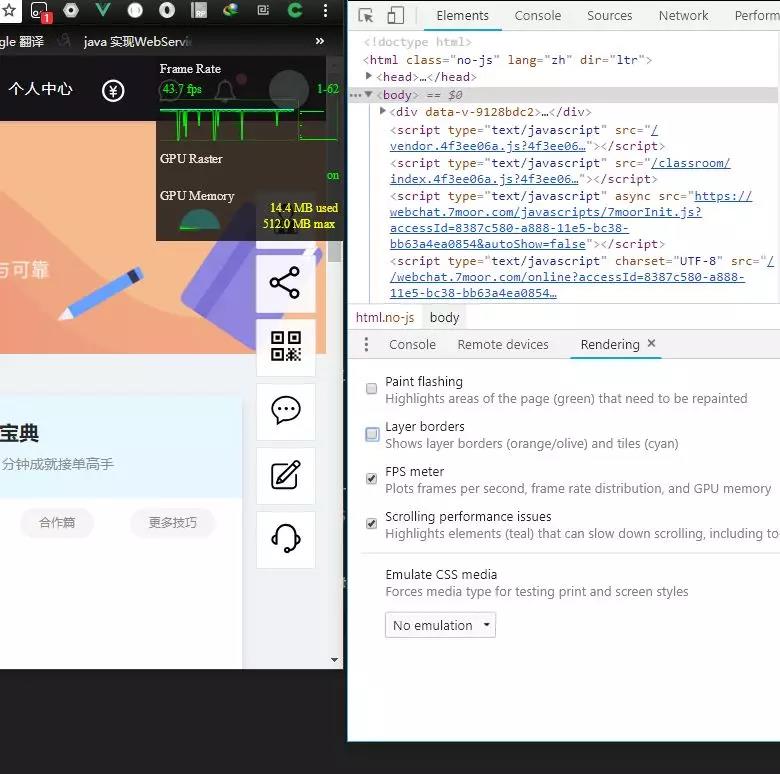 1
RP
gle 翻译
java 实现WebServi
»
个人中心
Frame Rate
43.7 fps
1-62
GPU Raster
on
GPU Memory
14.4 MB used
512.0 MB max
与可靠
宝典
分钟成就接单高手
合作篇
更多技巧
Elements Console Sources Network Perform
<!doctype html>
<html class="no-js" lang="zh" dir="ltr">
<head>…</head>
<body> == $0
<div data-v-9128bdc2>…</div>
<script type="text/javascript" src="/
vendor.4f3ee06a.js?4f3ee06…"></script>
<script type="text/javascript" src="/classroom/
index.4f3ee06a.js?4f3ee06…"></script>
<script type="text/javascript" async src="https://
webchat.7moor.com/javascripts/7moorInit.js?
accessId=8387c580-a888-11e5-bc38-
bb63a4ea0854&autoShow=false"></script>
<script type="text/javascript" charset="UTF-8" src="/
/webchat.7moor.com/online?accessId=8387c580-a888-
11e5-bc38-bb63a4ea0854…
html.no-js body
Console Remote devices Rendering ×
Paint flashing
Highlights areas of the page (green) that need to be repainted
Layer borders
Shows layer borders (orange/olive) and tiles (cyan)
FPS meter
Plots frames per second, frame rate distribution, and GPU memory
Scrolling performance issues
Highlights elements (teal) that can slow down scrolling, including to
Emulate CSS media
Forces media type for testing print and screen styles
No emulation